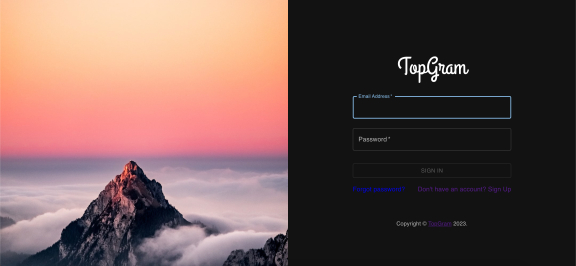 TopGram
Email Address *
Password *
SIGN IN
Forgot password? Don't have an account? Sign Up
Copyright © TopGram 2023.